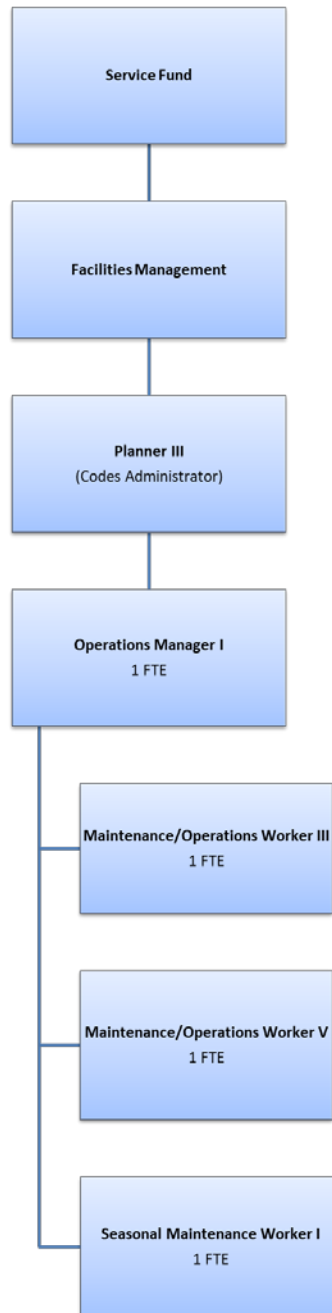 Service Fund
Facilities Management
Planner III
(Codes Administrator)
Operations Manager I
1 FTE
Maintenance/Operations Worker III
1 FTE
Maintenance/Operations Worker V
1 FTE
Seasonal Maintenance Worker I
1 FTE